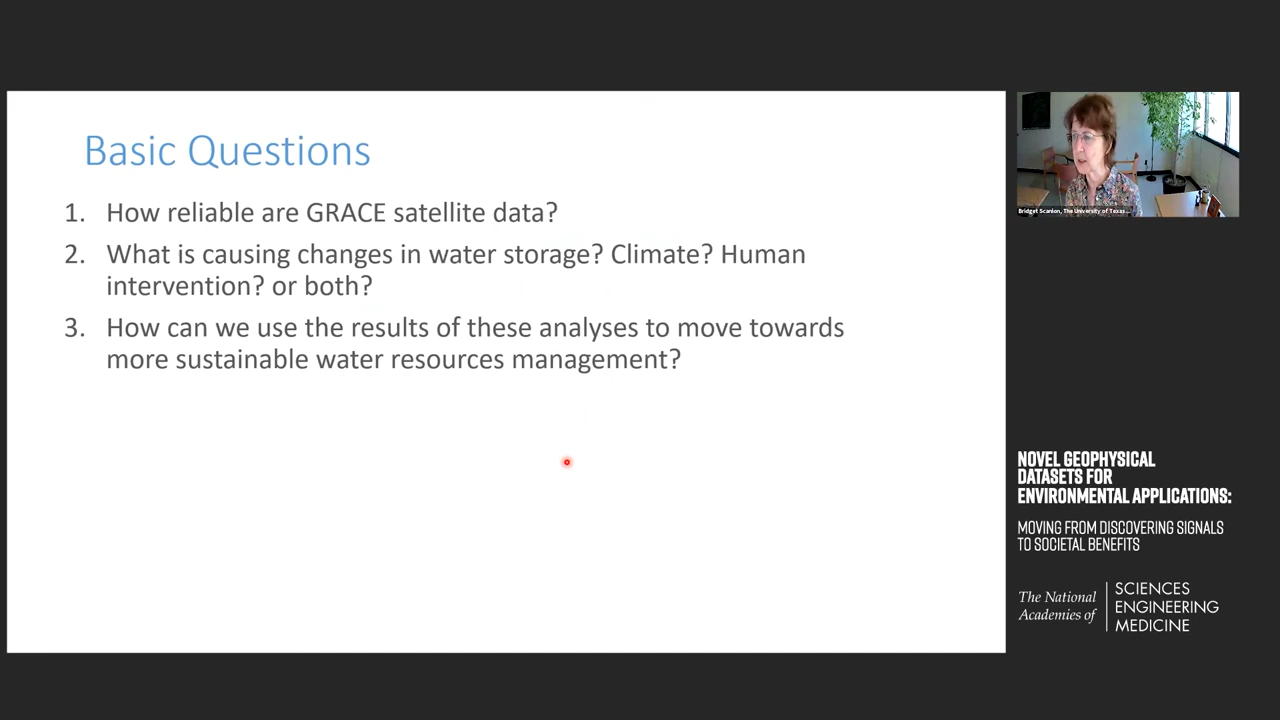 Basic Questions
1. How reliable are GRACE satellite data?
2. What is causing changes in water storage? Climate? Human
intervention? or both?
3. How can we use the results of these analyses to move towards
more sustainable water resources management?
Bridget Scanlon, The University of Texas...
NOVEL GEOPHYSICAL
DATASETS FOR
ENVIRONMENTAL APPLICATIONS:
MOVING FROM DISCOVERING SIGNALS
TO SOCIETAL BENEFITS
The National
Academies of
SCIENCES
ENGINEERING
MEDICINE